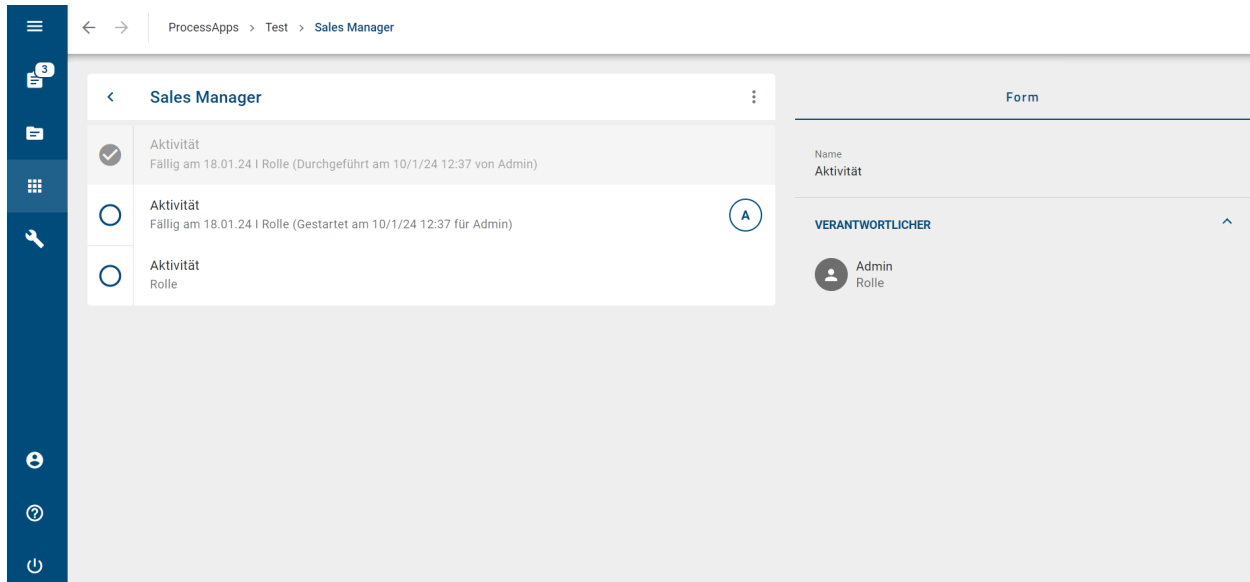 ProcessApps > Test > Sales Manager
3
Sales Manager
Aktivität
Fällig am 18.01.24 I Rolle (Durchgeführt am 10/1/24 12:37 von Admin)
Aktivität
Fällig am 18.01.24 I Rolle (Gestartet am 10/1/24 12:37 für Admin)
A
Aktivität
Rolle
Form
Name
Aktivität
VERANTWORTLICHER
Admin
Rolle